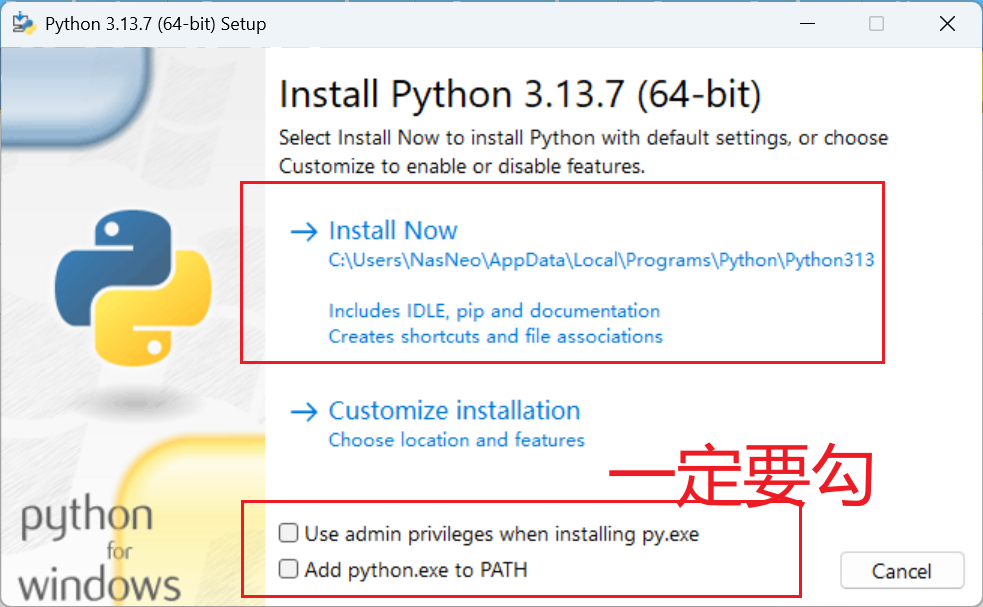 Python 3.13.7 (64-bit) Setup
Install Python 3.13.7 (64-bit)
Select Install Now to install Python with default settings, or choose
Customize to enable or disable features.
Install Now
C:\Users\NasNeo\AppData\Local\Programs\Python\Python313
Includes IDLE, pip and documentation
Creates shortcuts and file associations
Customize installation
Choose location and features
一定要勾
Use admin privileges when installing py.exe
Add python.exe to PATH
python
for
windows
Cancel